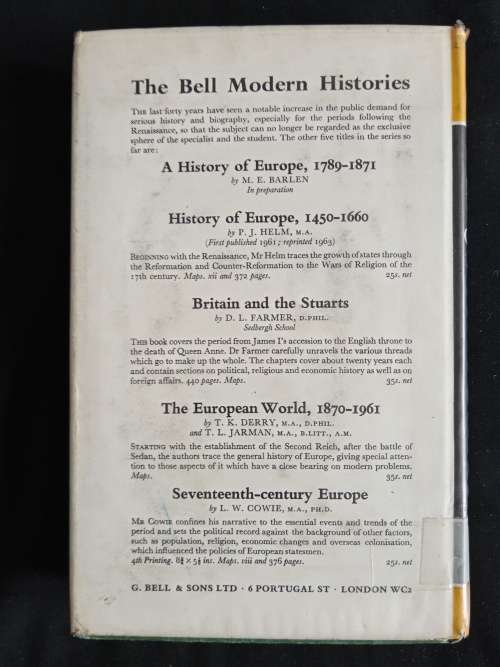 The Bell Modern Histories
THE last forty years have seen a notable increase in the public demand for
serious history and biography, especially for the periods following the
Renaissance, so that the subject can no longer be regarded as the exclusive
sphere of the specialist and the student. The other five titles in the series so
far are:
A History of Europe, 1789–1871
by M. E. BARLEN
In preparation
History of Europe, 1450–1660
by P. J. HELM, M.A.
(First published 1961; reprinted 1963)
BEGINNING with the Renaissance, Mr Helm traces the growth of states through
the Reformation and Counter-Reformation to the Wars of Religion of the
17th century. Maps. xii and 372 pages. 25s. net
Britain and the Stuarts
by D. L. FARMER, D.PHIL.
Sedbergh School
THIS book covers the period from James I's accession to the English throne to
the death of Queen Anne. Dr Farmer carefully unravels the various threads
which go to make up the whole. The chapters cover about twenty years each
and contain sections on political, religious and economic history as well as on
foreign affairs. 440 pages. Maps. 35s. net
The European World, 1870–1961
by T. K. DERRY, M.A., D.PHIL.
and T. L. JARMAN, M.A., B.LITT., A.M.
STARTING with the establishment of the Second Reich, after the battle of
Sedan, the authors trace the general history of Europe, giving special atten-
tion to those aspects of it which have a close bearing on modern problems.
Maps. 35s. net
Seventeenth-century Europe
by L. W. COWIE, M.A., PH.D.
MR COWIE confines his narrative to the essential events and trends of the
period and sets the political record against the background of other factors,
such as population, religion, economic changes and overseas colonisation,
which influenced the policies of European statesmen.
4th Printing. 8¾ × 5½ ins. Maps. viii and 376 pages. 25s. net
G. BELL & SONS LTD · 6 PORTUGAL ST · LONDON WC2